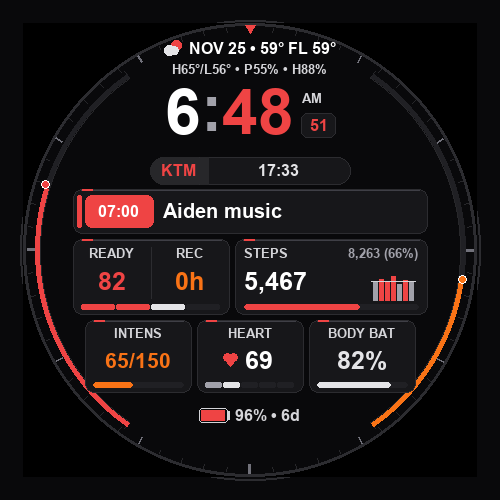 NOV 25 • 59° FL 59°
H65°/L56° • P55% • H88%
6:48 AM
51
KTM 17:33
07:00 Aiden music
READY REC
82 0h
STEPS 8,263 (66%)
5,467
INTENS
65/150
HEART
69
BODY BAT
82%
96% • 6d